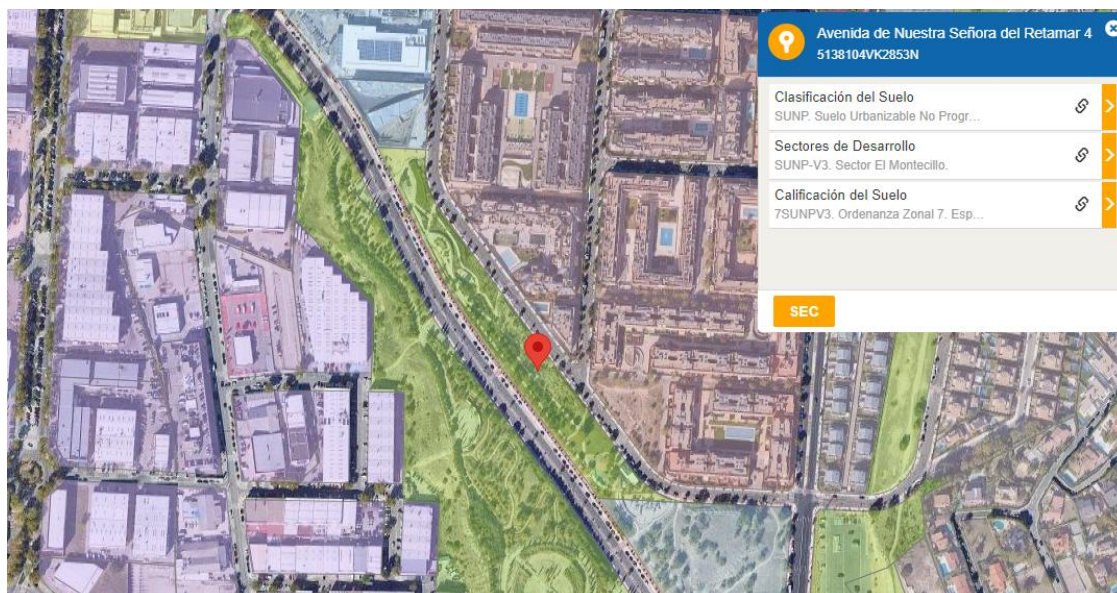 Avenida de Nuestra Señora del Retamar 4
5138104VK2853N
Clasificación del Suelo
SUNP. Suelo Urbanizable No Progr...
Sectores de Desarrollo
SUNP-V3. Sector El Montecillo.
Calificación del Suelo
7SUNPV3. Ordenanza Zonal 7. Esp...
SEC